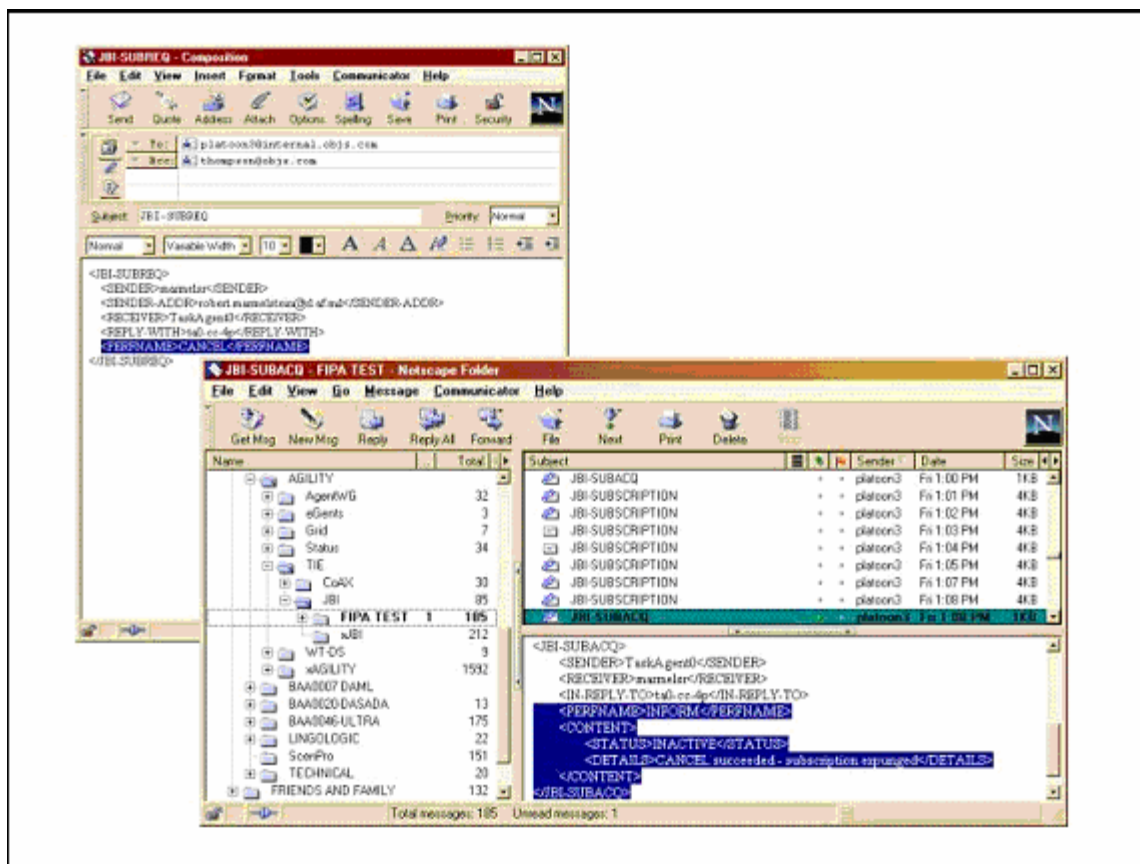 JBI-SUBREQ - Composition
File Edit View Insert Format Tools Communicator Help
Send Quote Address Attach Options Spelling Save Print Security
N
To: platoon3@internal.objs.com
Bcc: thompson@objs.com
Subject: JBI-SUBREQ Priority: Normal
Normal Variable Width 10 A A A
<JBI-SUBREQ>
<SENDER>marmelsr</SENDER>
<RECEIVER>TaskAgent0</RECEIVER>
<REPLY-WITH>ta0-cc-4p</REPLY-WITH>
<PERFNAME>CANCEL</PERFNAME>
</JBI-SUBREQ>
JBI-SUBACQ - FIPA TEST - Netscape Folder
File Edit View Go Message Communicator Help
Get Msg New Msg Reply Reply All Forward File Next Print Delete Stop
N
Name Total Subject Sender Date Size
AGILITY
AgentWG 32
eGents 3
Grid 7
Status 34
TIE
CoAX 30
JBI 85
FIPA TEST 1 185
xJBI 212
WT-DS 9
xAGILITY 1592
BAA0007 DAML
BAA0020-DASADA 13
BAA0046-ULTRA 175
LINGOLOGIC 22
ScenPro 151
TECHNICAL 20
FRIENDS AND FAMILY 132
JBI-SUBACQ platoon3 Fri 1:00 PM 1KB
JBI-SUBSCRIPTION platoon3 Fri 1:01 PM 4KB
JBI-SUBSCRIPTION platoon3 Fri 1:02 PM 4KB
JBI-SUBSCRIPTION platoon3 Fri 1:03 PM 4KB
JBI-SUBSCRIPTION platoon3 Fri 1:04 PM 4KB
JBI-SUBSCRIPTION platoon3 Fri 1:05 PM 4KB
JBI-SUBSCRIPTION platoon3 Fri 1:07 PM 4KB
JBI-SUBSCRIPTION platoon3 Fri 1:08 PM 4KB
JBI-SUBACQ platoon3 Fri 1:08 PM 1KB
<JBI-SUBACQ>
<SENDER>TaskAgent0</SENDER>
<RECEIVER>marmelsr</RECEIVER>
<IN-REPLY-TO>ta0-cc-4p</IN-REPLY-TO>
<PERFNAME>INFORM</PERFNAME>
<CONTENT>
<STATUS>INACTIVE</STATUS>
<DETAILS>CANCEL succeeded - subscription expunged</DETAILS>
</CONTENT>
</JBI-SUBACQ>
Total messages: 185 Unread messages: 1